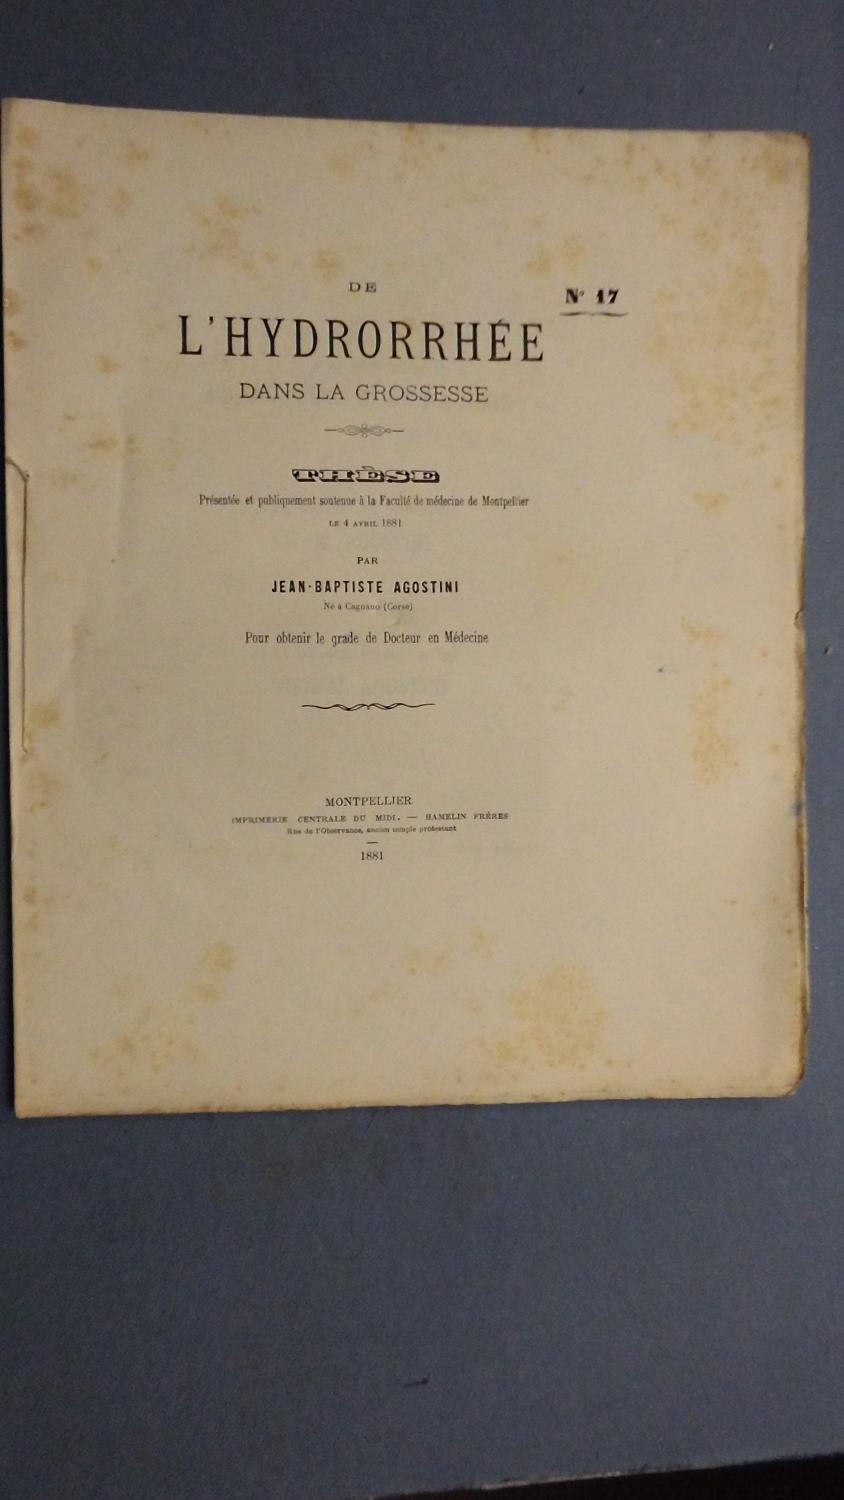 DE
N° 17
L'HYDRORRHÉE
DANS LA GROSSESSE
THÈSE
Présentée et publiquement soutenue à la Faculté de médecine de Montpellier
LE 4 AVRIL 1881
PAR
JEAN-BAPTISTE AGOSTINI
Né à Cagnano (Corse)
Pour obtenir le grade de Docteur en Médecine
MONTPELLIER
IMPRIMERIE CENTRALE DU MIDI. — HAMELIN FRÈRES
Rue de l'Observance, ancien temple protestant
1881